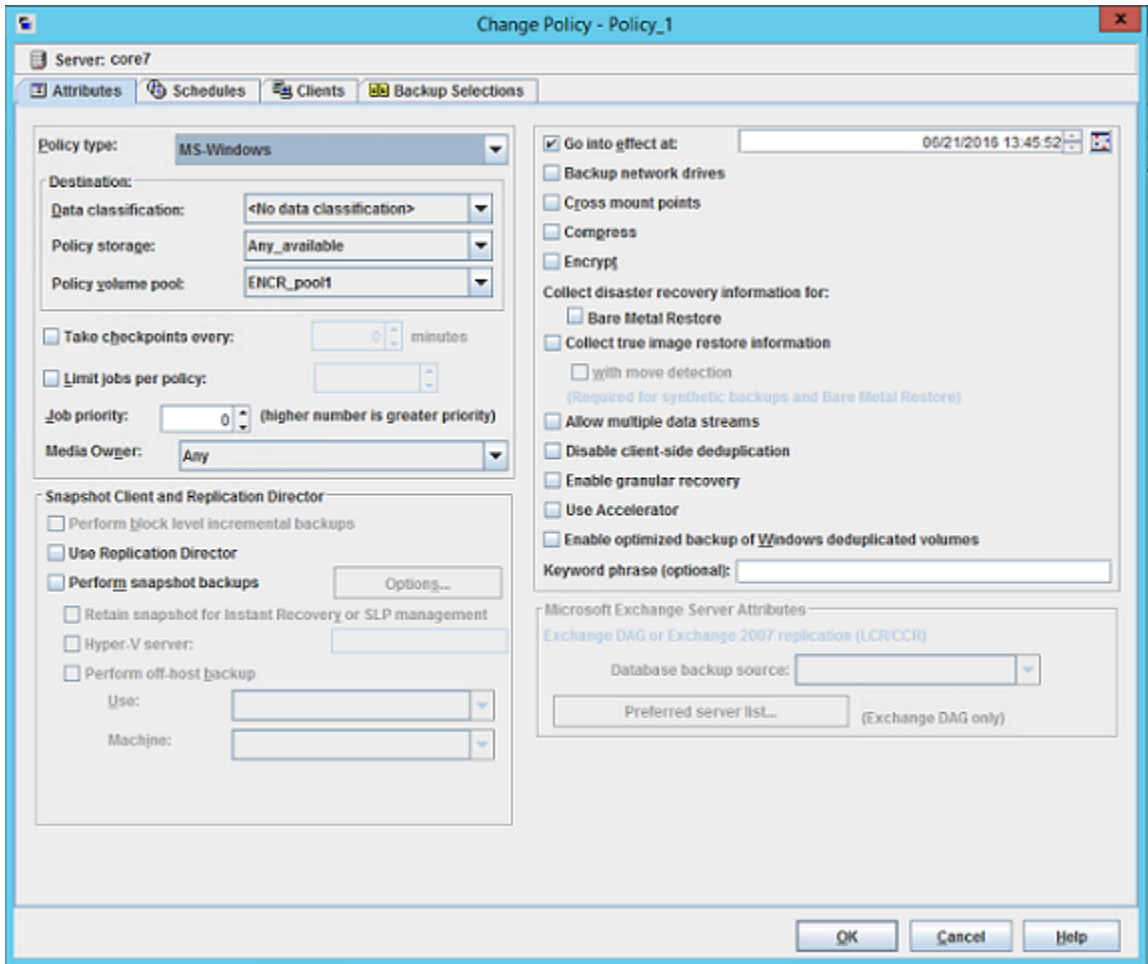 Change Policy - Policy_1
x
Server: core7
Attributes Schedules Clients Backup Selections
Policy type: MS-Windows
Destination:
Data classification: <No data classification>
Policy storage: Any_available
Policy volume pool: ENCR_pool1
Take checkpoints every: 0 minutes
Limit jobs per policy:
Job priority: 0 (higher number is greater priority)
Media Owner: Any
Snapshot Client and Replication Director
Perform block level incremental backups
Use Replication Director
Perform snapshot backups Options...
Retain snapshot for Instant Recovery or SLP management
Hyper-V server:
Perform off-host backup
Use:
Machine:
Go into effect at: 06/21/2016 13:45:52
Backup network drives
Cross mount points
Compress
Encrypt
Collect disaster recovery information for:
Bare Metal Restore
Collect true image restore information
with move detection
(Required for synthetic backups and Bare Metal Restore)
Allow multiple data streams
Disable client-side deduplication
Enable granular recovery
Use Accelerator
Enable optimized backup of Windows deduplicated volumes
Keyword phrase (optional):
Microsoft Exchange Server Attributes
Exchange DAG or Exchange 2007 replication (LCR/CCR)
Database backup source:
Preferred server list... (Exchange DAG only)
OK Cancel Help